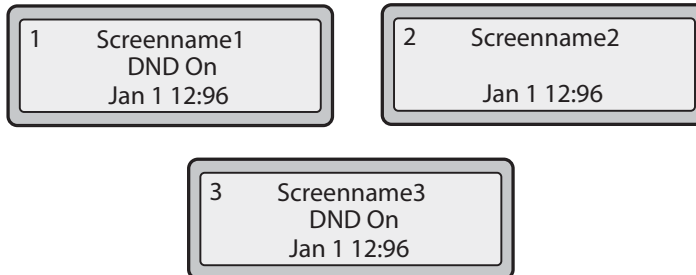 1 Screenname1
DND On
Jan 1 12:96
2 Screenname2
Jan 1 12:96
3 Screenname3
DND On
Jan 1 12:96